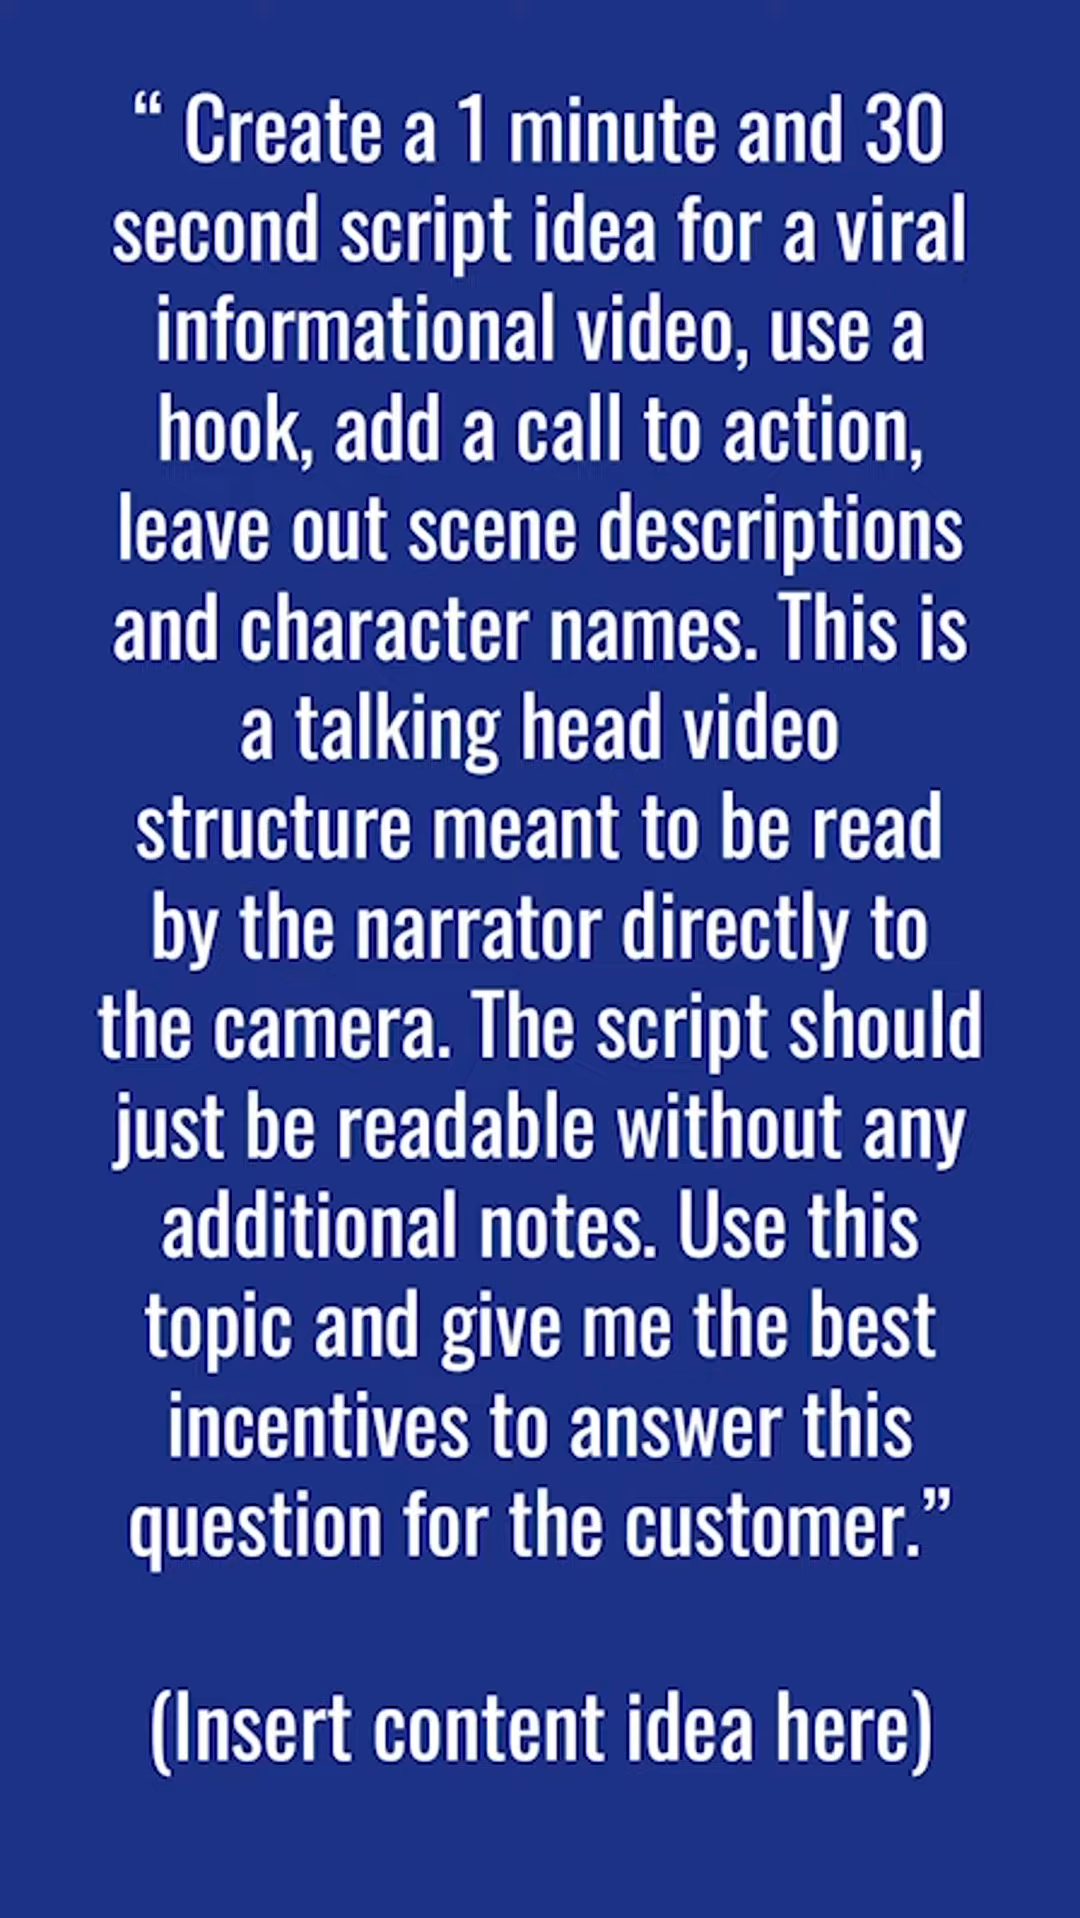 “ Create a 1 minute and 30
second script idea for a viral
informational video, use a
hook, add a call to action,
leave out scene descriptions
and character names. This is
a talking head video
structure meant to be read
by the narrator directly to
the camera. The script should
just be readable without any
additional notes. Use this
topic and give me the best
incentives to answer this
question for the customer.”
(Insert content idea here)